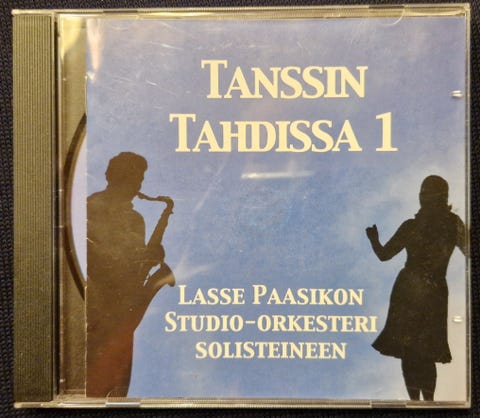 TANSSIN
TAHDISSA 1
LASSE PAASIKON
STUDIO-ORKESTERI
SOLISTEINEEN